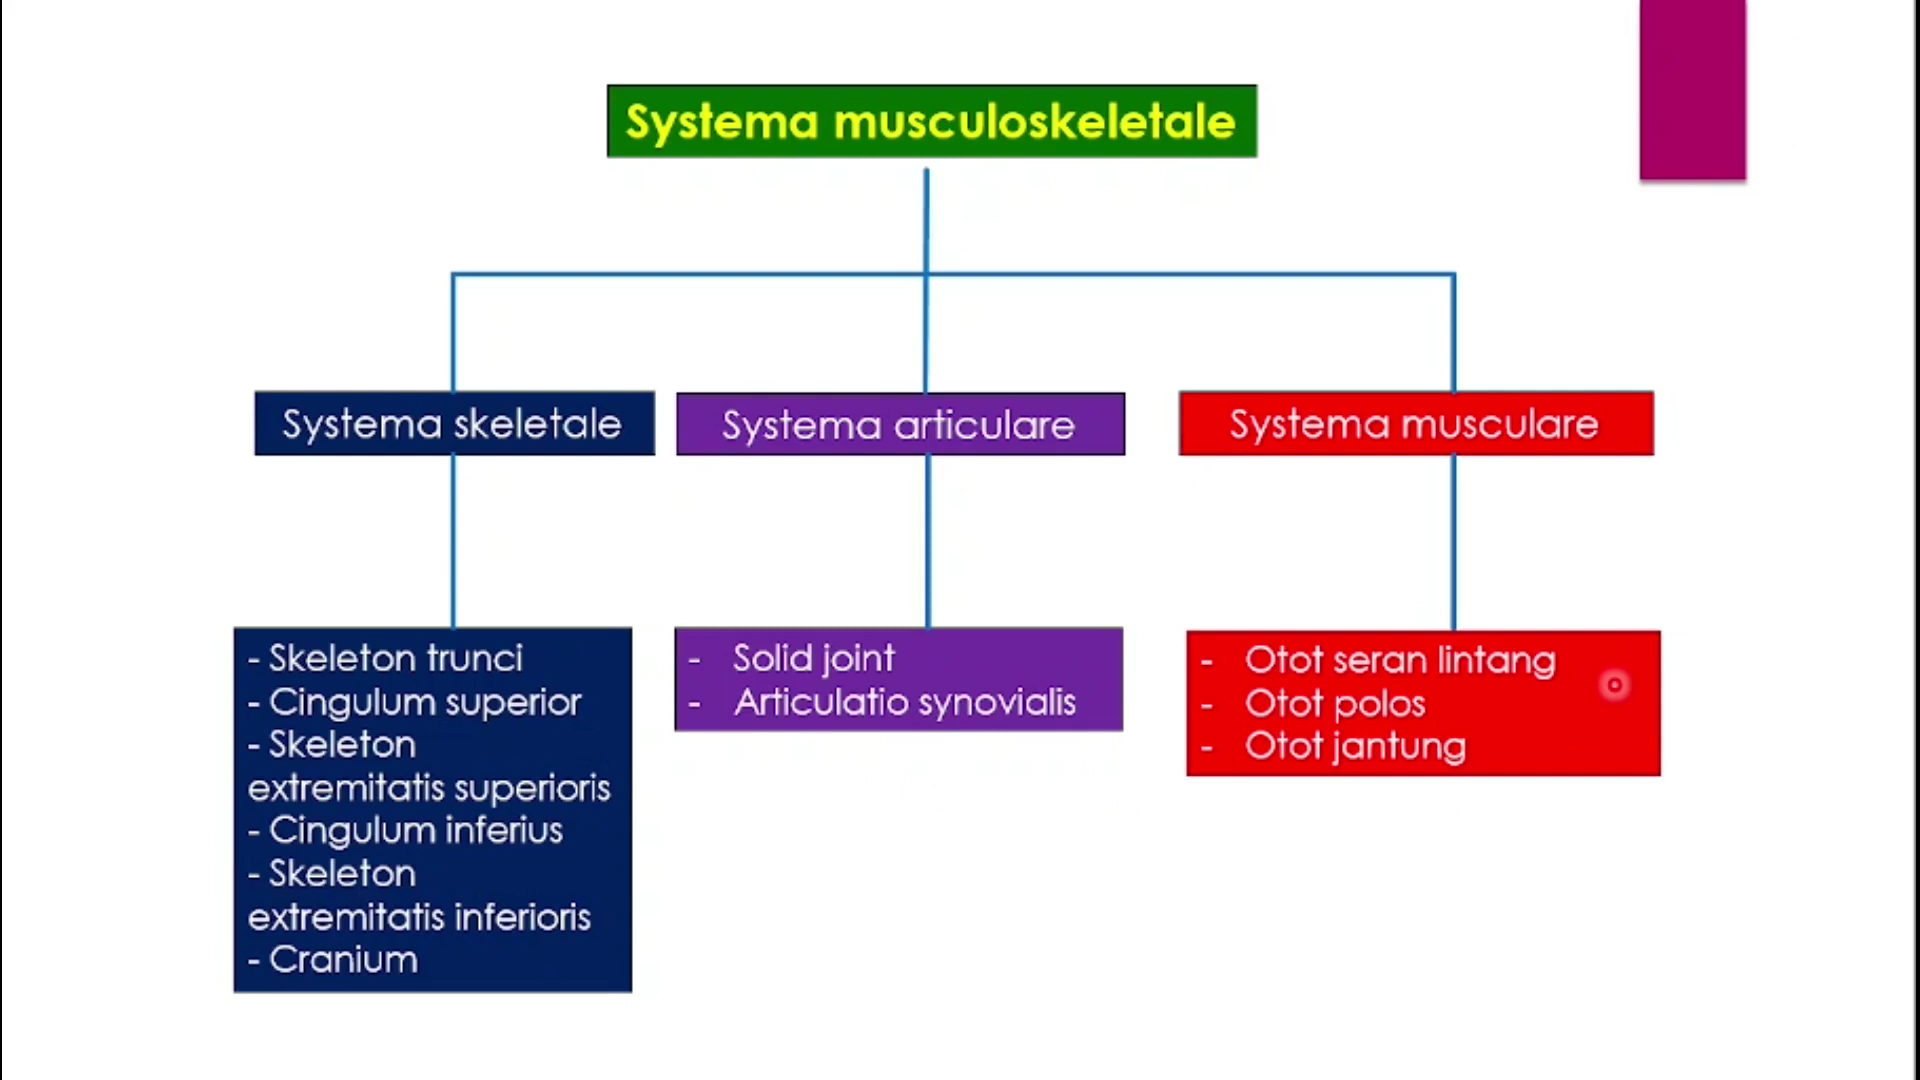 Systema musculoskeletale
Systema skeletale
Systema articulare
Systema musculare
- Skeleton trunci
- Cingulum superior
- Skeleton
extremitatis superioris
- Cingulum inferius
- Skeleton
extremitatis inferioris
- Cranium
- Solid joint
- Articulatio synovialis
- Otot seran lintang
- Otot polos
- Otot jantung